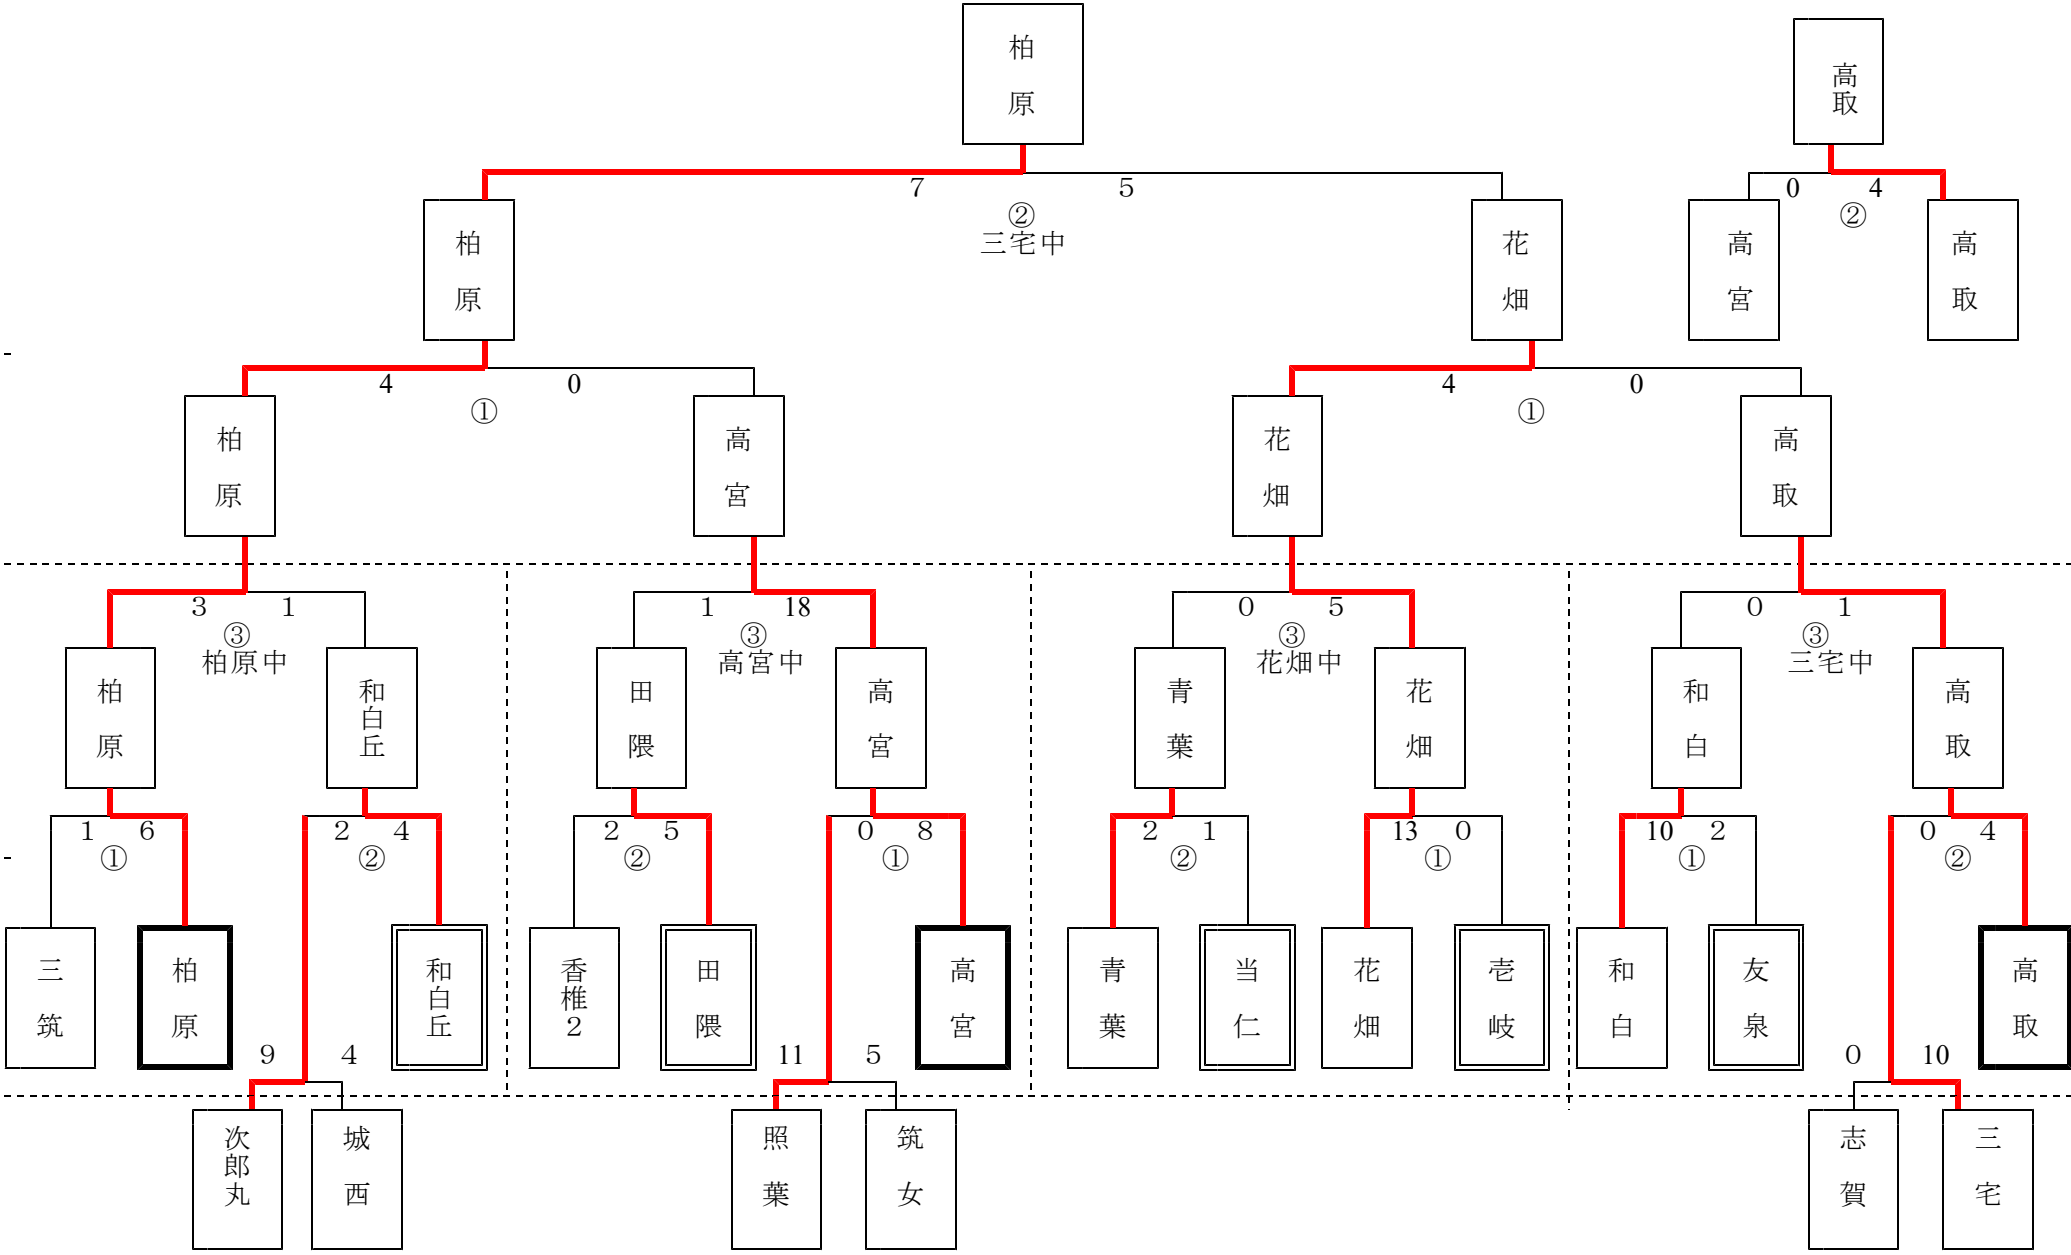 柏原
高取
7 5
0 4
②
②
三宅中
柏原
花畑
高宮
高取
4 0
4 0
①
①
柏原
高宮
花畑
高取
3 1
1 18
0 5
0 1
③
③
③
③
柏原中
高宮中
花畑中
三宅中
柏原
和白丘
田隈
高宮
青葉
花畑
和白
高取
1 6
2 4
2 5
0 8
2 1
13 0
10 2
0 4
①
②
②
①
②
①
①
②
三筑
柏原
和白丘
香椎2
田隈
高宮
青葉
当仁
花畑
壱岐
和白
友泉
高取
9 4
11 5
0 10
次郎丸
城西
照葉
筑女
志賀
三宅